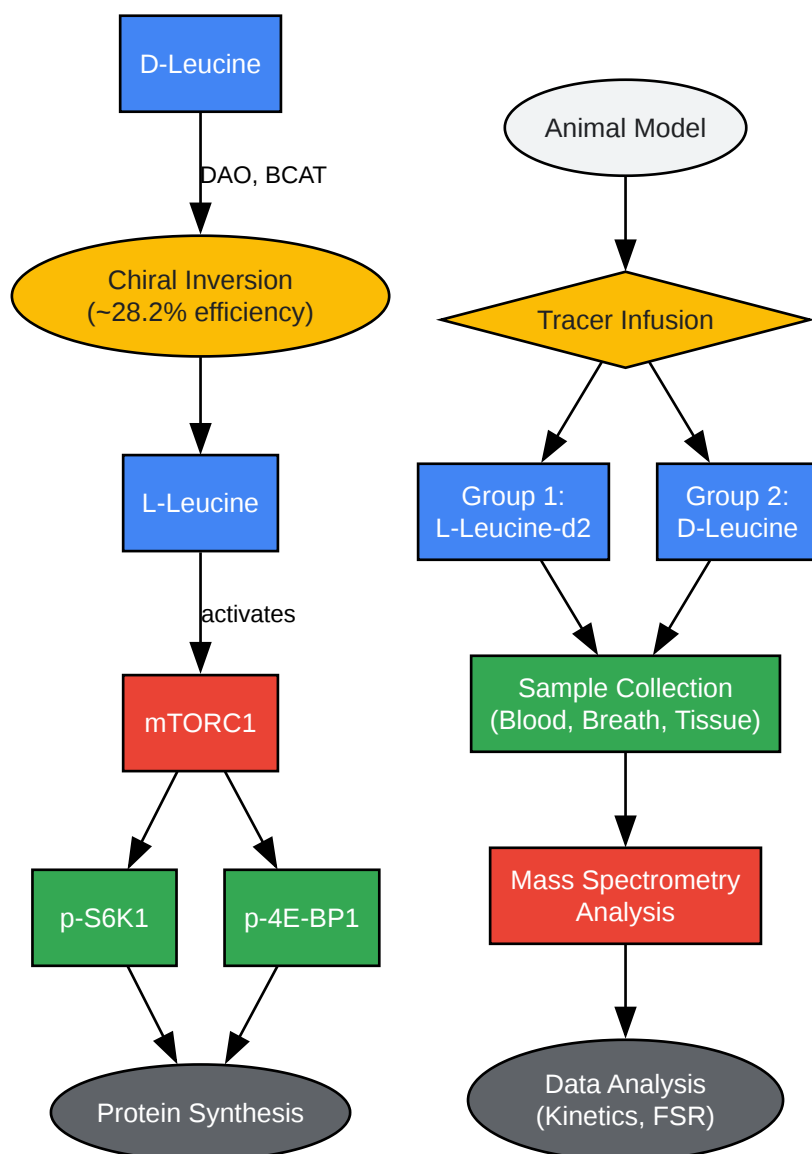 D-Leucine
DAO, BCAT
Chiral Inversion
(~28.2% efficiency)
L-Leucine
activates
mTORC1
p-S6K1
p-4E-BP1
Protein Synthesis
Animal Model
Tracer Infusion
Group 1:
L-Leucine-d2
Group 2:
D-Leucine
Sample Collection
(Blood, Breath, Tissue)
Mass Spectrometry
Analysis
Data Analysis
(Kinetics, FSR)